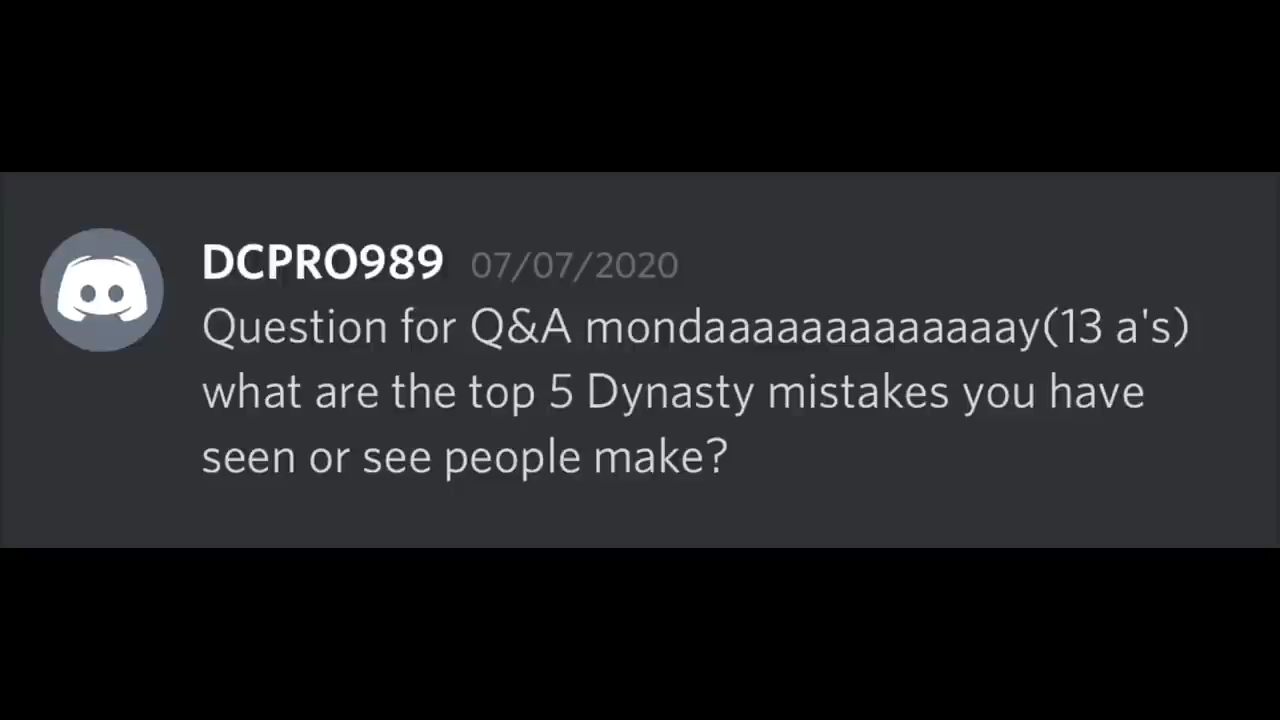 DCPRO989 07/07/2020
Question for Q&A mondaaaaaaaaaaaaay(13 a's)
what are the top 5 Dynasty mistakes you have
seen or see people make?